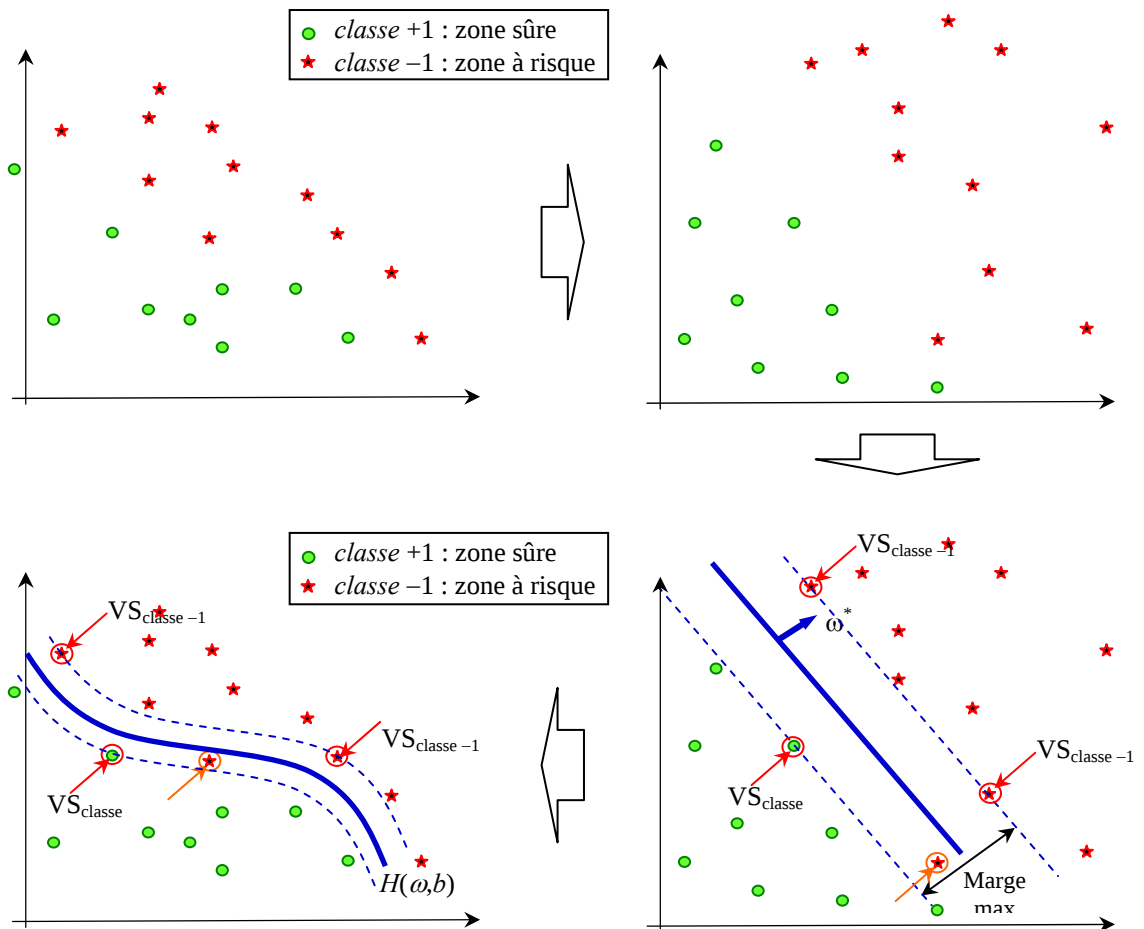 classe +1 : zone sûre
classe –1 : zone à risque
classe +1 : zone sûre
classe –1 : zone à risque
VSclasse –1
VSclasse –1
VSclasse
H(ω,b)
VSclasse –1
ω*
VSclasse –1
VSclasse
Marge
max